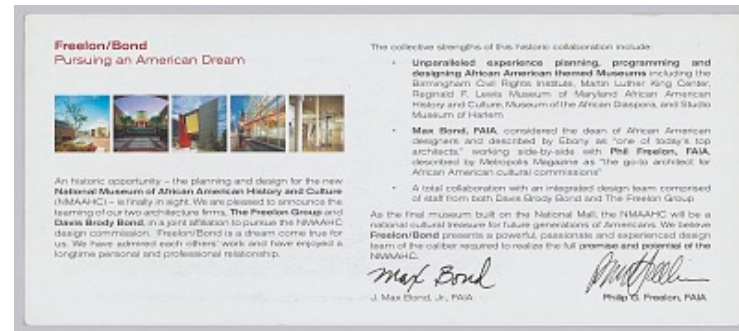 Freelon/Bond
Pursuing an American Dream
An historic opportunity – the planning and design for the new
National Museum of African American History and Culture
(NMAAHC) – is finally in sight. We are pleased to announce the
teaming of our two architecture firms, The Freelon Group and
Davis Brody Bond, in a joint affiliation to pursue the NMAAHC
design commission. Freelon/Bond is a dream come true for
us. We have admired each others' work and have enjoyed a
longtime personal and professional relationship.
The collective strengths of this historic collaboration include:
• Unparalleled experience planning, programming and
designing African American themed Museums including the
Birmingham Civil Rights Institute, Martin Luther King Center,
Reginald F. Lewis Museum of Maryland African American
History and Culture, Museum of the African Diaspora, and Studio
Museum of Harlem
• Max Bond, FAIA, considered the dean of African American
designers and described by Ebony as "one of today's top
architects," working side-by-side with Phil Freelon, FAIA,
described by Metropolis Magazine as "the go-to architect for
African American cultural commissions"
• A total collaboration with an integrated design team comprised
of staff from both Davis Brody Bond and The Freelon Group
As the final museum built on the National Mall, the NMAAHC will be a
national cultural treasure for future generations of Americans. We believe
Freelon/Bond presents a powerful, passionate and experienced design
team of the caliber required to realize the full promise and potential of the
NMAAHC.
Max Bond
J. Max Bond, Jr., FAIA
Philip G. Freelon, FAIA